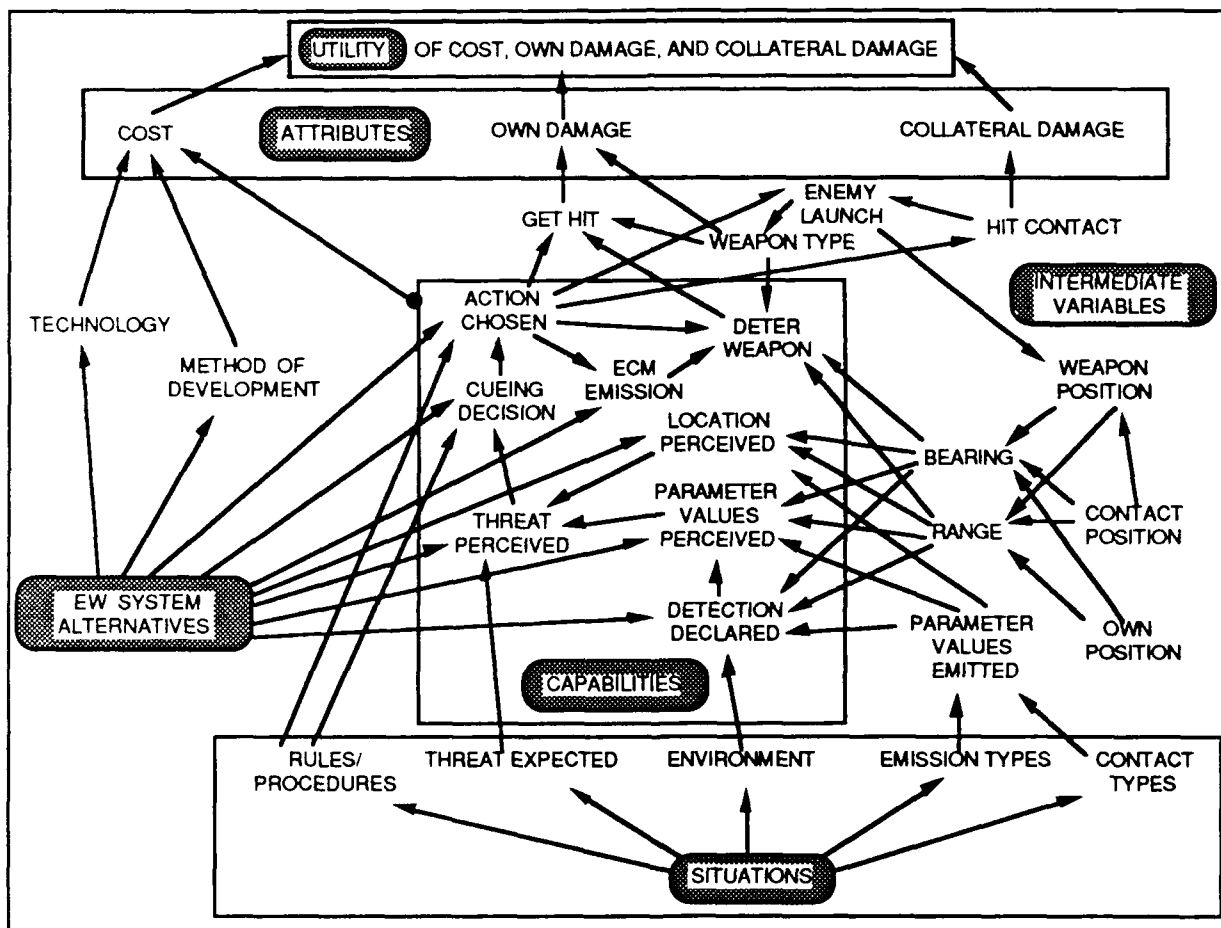 UTILITY OF COST, OWN DAMAGE, AND COLLATERAL DAMAGE
COST
ATTRIBUTES
OWN DAMAGE
COLLATERAL DAMAGE
ENEMY
LAUNCH
GET HIT
WEAPON TYPE
HIT CONTACT
INTERMEDIATE
VARIABLES
TECHNOLOGY
ACTION
CHOSEN
DETER
WEAPON
METHOD OF
DEVELOPMENT
ECM
EMISSION
CUEING
DECISION
WEAPON
POSITION
LOCATION
PERCEIVED
BEARING
PARAMETER
VALUES
PERCEIVED
THREAT
PERCEIVED
RANGE
CONTACT
POSITION
EW SYSTEM
ALTERNATIVES
DETECTION
DECLARED
PARAMETER
VALUES
EMITTED
OWN
POSITION
CAPABILITIES
RULES/
PROCEDURES
THREAT EXPECTED
ENVIRONMENT
EMISSION TYPES
CONTACT
TYPES
SITUATIONS